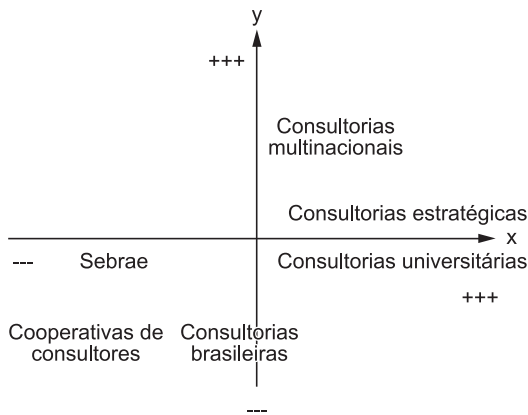 y
+++
Consultorias
multinacionais
Consultorias estratégicas
x
--- Sebrae Consultorias universitárias
+++
Cooperativas de consultores
Consultorias brasileiras
---